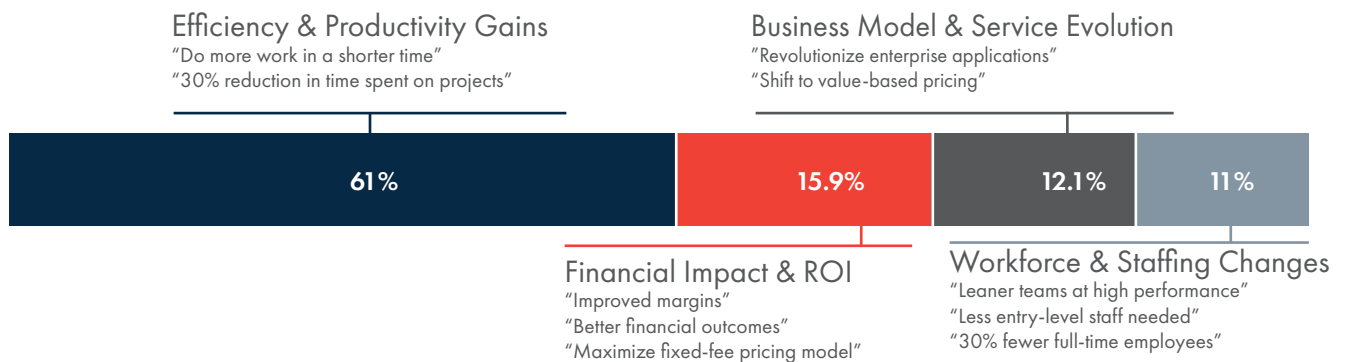 Efficiency & Productivity Gains
“Do more work in a shorter time”
“30% reduction in time spent on projects”
Business Model & Service Evolution
”Revolutionize enterprise applications”
“Shift to value-based pricing”
61%
15.9%
12.1%
11%
Financial Impact & ROI
“Improved margins”
“Better financial outcomes”
“Maximize fixed-fee pricing model”
Workforce & Staffing Changes
“Leaner teams at high performance”
“Less entry-level staff needed”
“30% fewer full-time employees”